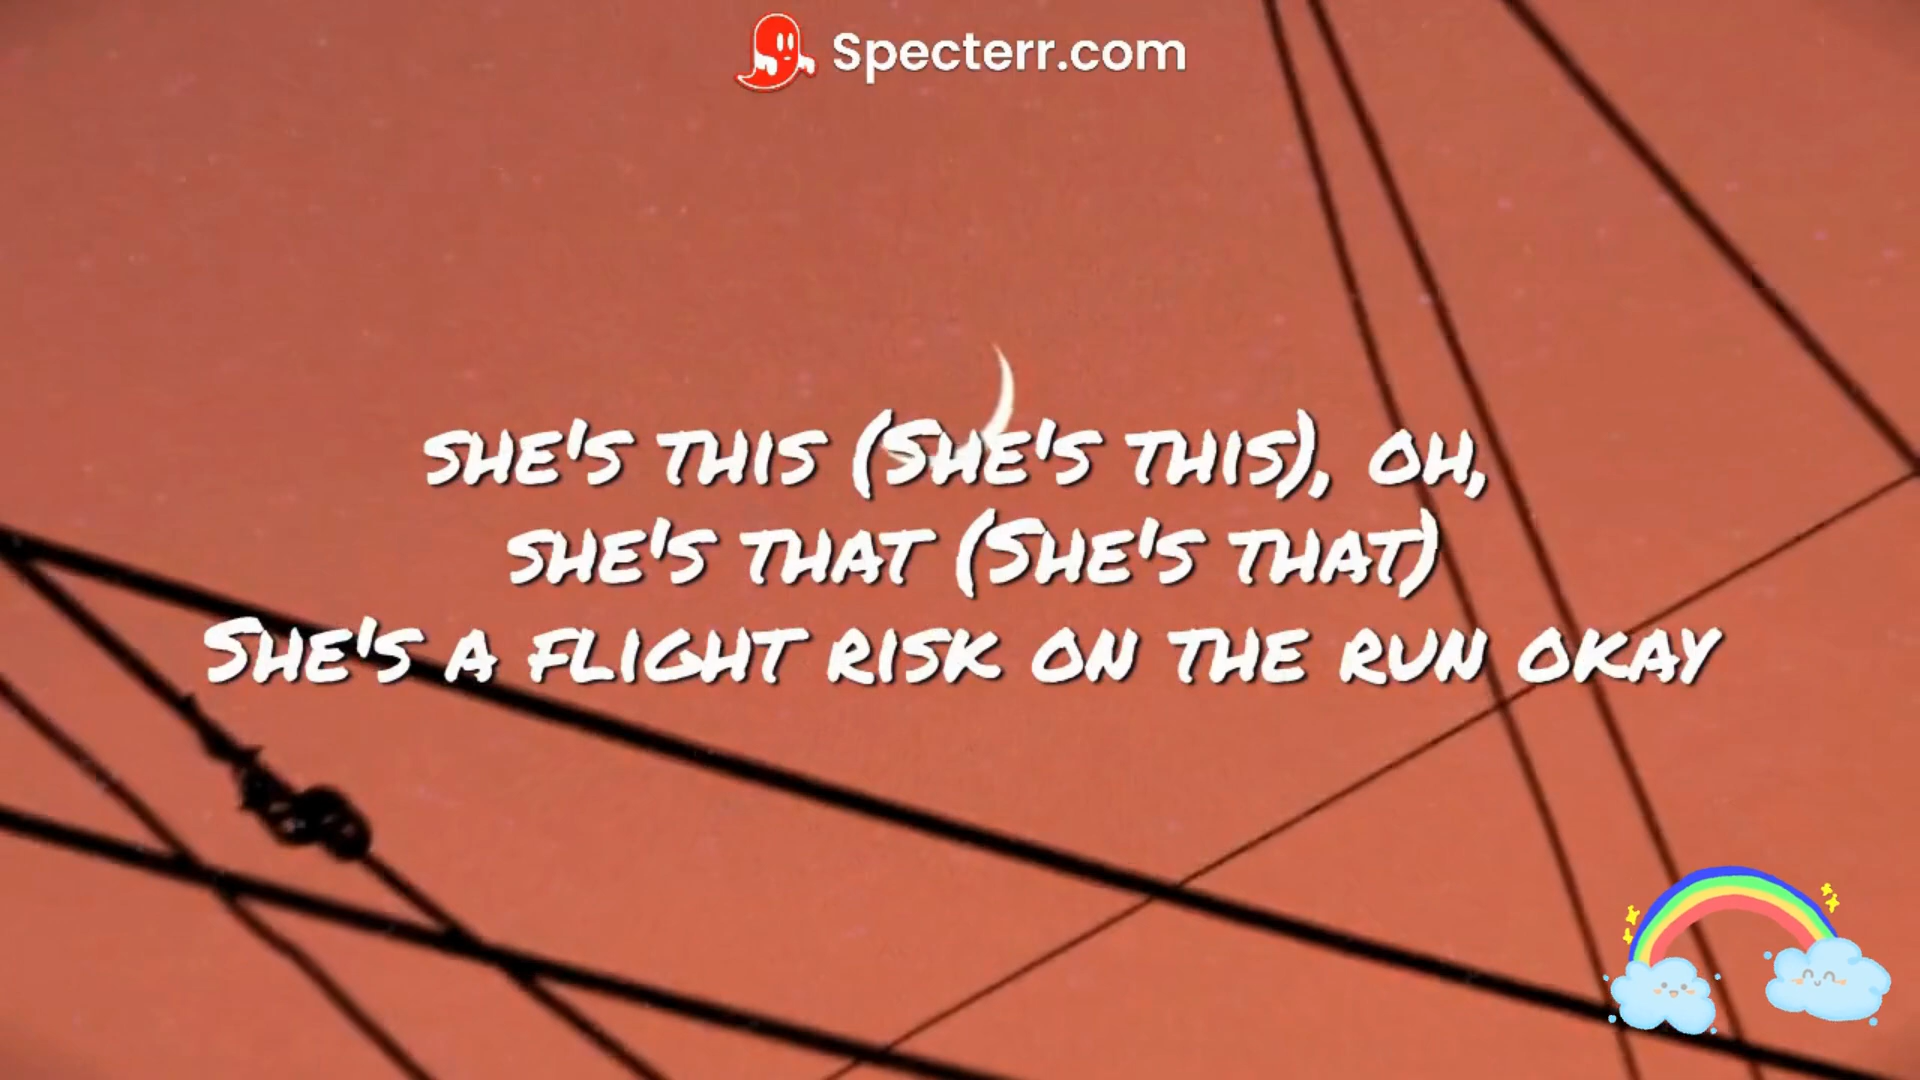 Specterr.com
SHE'S THIS (SHE'S THIS), OH,
SHE'S THAT (SHE'S THAT)
SHE'S A FLIGHT RISK ON THE RUN OKAY